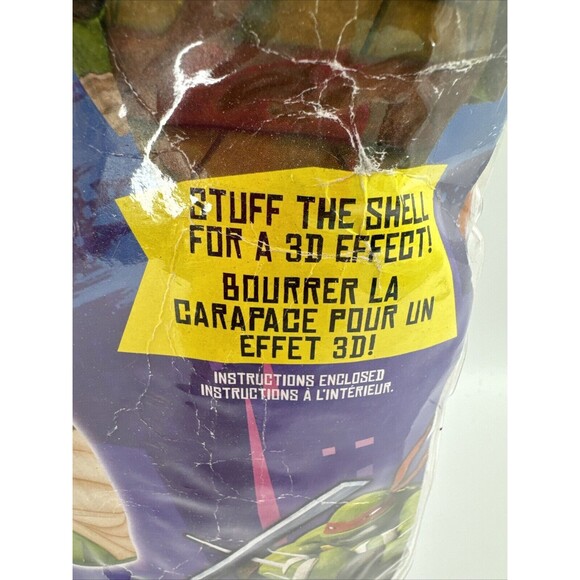 STUFF THE SHELL
FOR A 3D EFFECT!
BOURRER LA
CARAPACE POUR UN
EFFET 3D!
INSTRUCTIONS ENCLOSED
INSTRUCTIONS À L'INTÉRIEUR.